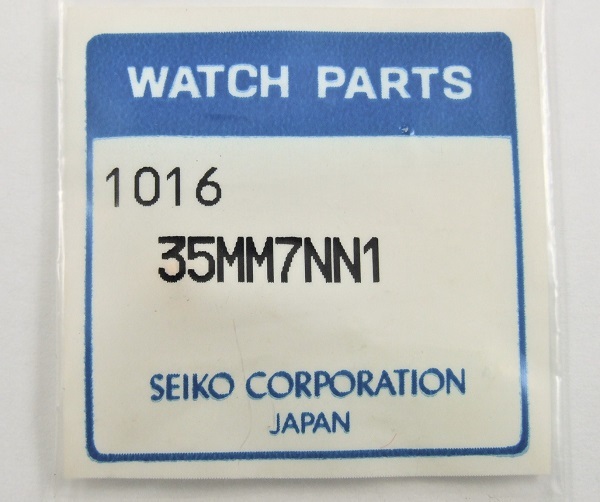 WATCH PARTS
1016
35MM7NN1
SEIKO CORPORATION
JAPAN